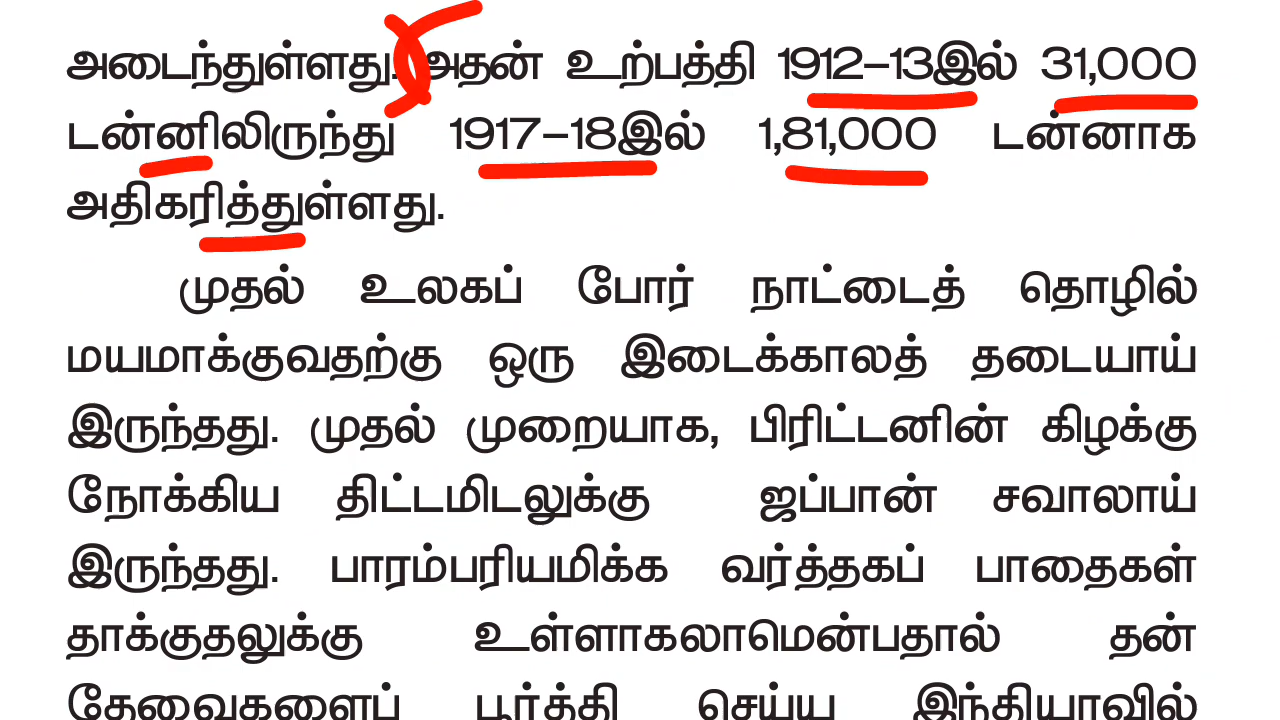 அடைந்துள்ளது. அதன் உற்பத்தி 1912–13இல் 31,000
டன்னிலிருந்து 1917–18இல் 1,81,000 டன்னாக
அதிகரித்துள்ளது.
முதல் உலகப் போர் நாட்டைத் தொழில்
மயமாக்குவதற்கு ஒரு இடைக்காலத் தடையாய்
இருந்தது. முதல் முறையாக, பிரிட்டனின் கிழக்கு
நோக்கிய திட்டமிடலுக்கு ஜப்பான் சவாலாய்
இருந்தது. பாரம்பரியமிக்க வர்த்தகப் பாதைகள்
தாக்குதலுக்கு உள்ளாகலாமென்பதால் தன்
தேவைகளைப் பூர்த்தி செய்ய இந்தியாவில்